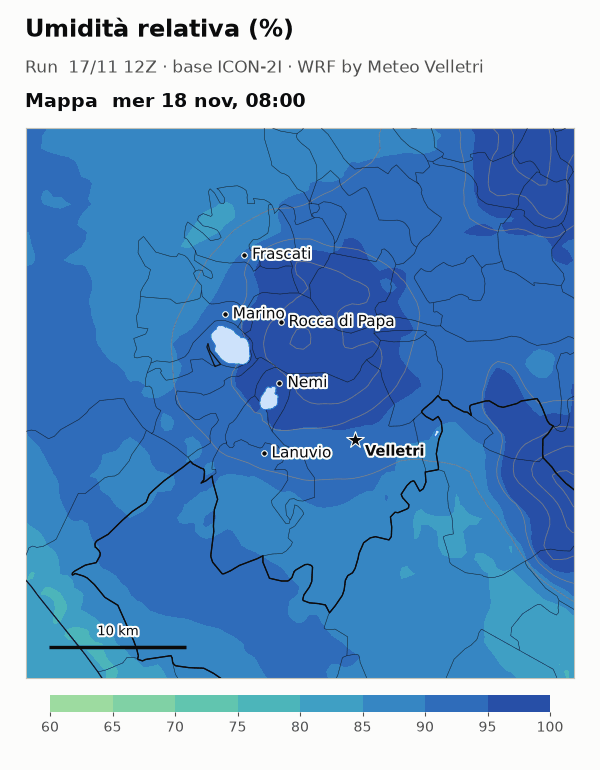 Umidità relativa (%)
Run  17/11 12Z · base ICON-2I · WRF by Meteo Velletri
Mappa  mer 18 nov, 08:00
Frascati
Marino
Rocca di Papa
Nemi
Velletri
Lanuvio
10 km
60 65 70 75 80 85 90 95 100